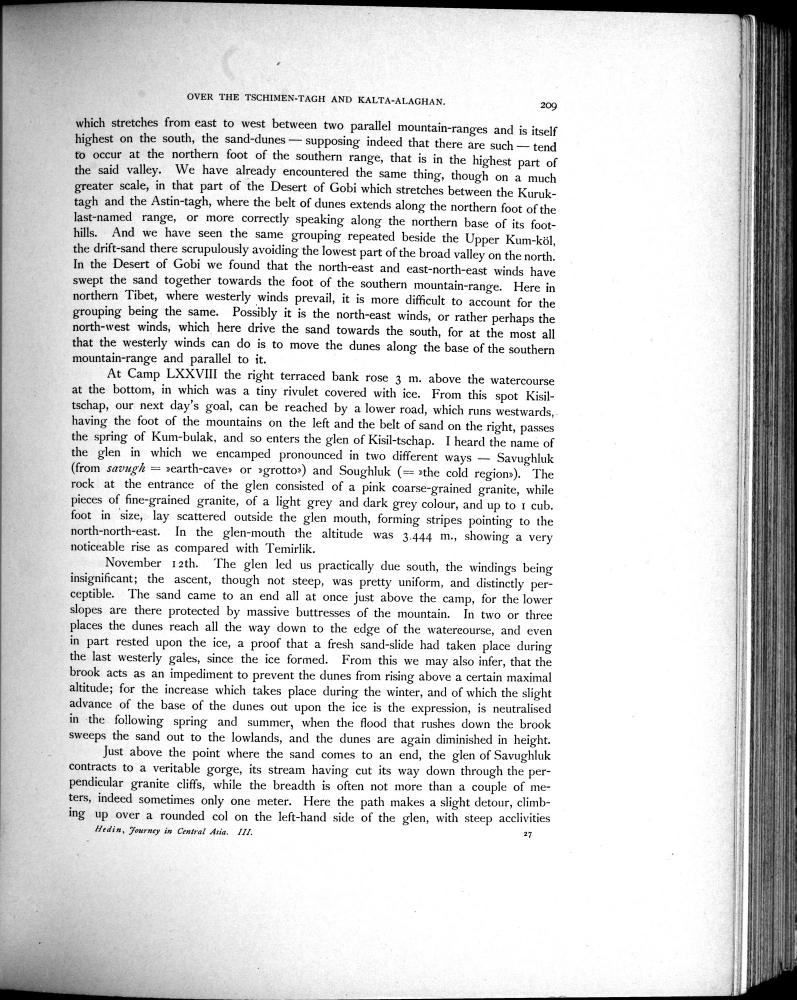 OVER THE TSCHIMEN-TAGH AND KALTA-ALAGHAN.
209
which stretches from east to west between two parallel mountain-ranges and is itself
highest on the south, the sand-dunes — supposing indeed that there are such — tend
to occur at the northern foot of the southern range, that is in the highest part of
the said valley. We have already encountered the same thing, though on a much
greater scale, in that part of the Desert of Gobi which stretches between the Kuruk-
tagh and the Astin-tagh, where the belt of dunes extends along the northern foot of the
last-named range, or more correctly speaking along the northern base of its foot-
hills. And we have seen the same grouping repeated beside the Upper Kum-köl,
the drift-sand there scrupulously avoiding the lowest part of the broad valley on the north.
In the Desert of Gobi we found that the north-east and east-north-east winds have
swept the sand together towards the foot of the southern mountain-range. Here in
northern Tibet, where westerly winds prevail, it is more difficult to account for the
grouping being the same. Possibly it is the north-east winds, or rather perhaps the
north-west winds, which here drive the sand towards the south, for at the most all
that the westerly winds can do is to move the dunes along the base of the southern
mountain-range and parallel to it.
At Camp LXXVIII the right terraced bank rose 3 m. above the watercourse
at the bottom, in which was a tiny rivulet covered with ice. From this spot Kisil-
tschap, our next day's goal, can be reached by a lower road, which runs westwards,
having the foot of the mountains on the left and the belt of sand on the right, passes
the spring of Kum-bulak, and so enters the glen of Kisil-tschap. I heard the name of
the glen in which we encamped pronounced in two different ways — Savughluk
(from savugh = »earth-cave» or »grotto») and Soughluk (= »the cold region»). The
rock at the entrance of the glen consisted of a pink coarse-grained granite, while
pieces of fine-grained granite, of a light grey and dark grey colour, and up to 1 cub.
foot in size, lay scattered outside the glen mouth, forming stripes pointing to the
north-north-east. In the glen-mouth the altitude was 3.444 m., showing a very
noticeable rise as compared with Temirlik.
November 12th. The glen led us practically due south, the windings being
insignificant; the ascent, though not steep, was pretty uniform, and distinctly per-
ceptible. The sand came to an end all at once just above the camp, for the lower
slopes are there protected by massive buttresses of the mountain. In two or three
places the dunes reach all the way down to the edge of the watereourse, and even
in part rested upon the ice, a proof that a fresh sand-slide had taken place during
the last westerly gales, since the ice formed. From this we may also infer, that the
brook acts as an impediment to prevent the dunes from rising above a certain maximal
altitude; for the increase which takes place during the winter, and of which the slight
advance of the base of the dunes out upon the ice is the expression, is neutralised
in the following spring and summer, when the flood that rushes down the brook
sweeps the sand out to the lowlands, and the dunes are again diminished in height.
Just above the point where the sand comes to an end, the glen of Savughluk
contracts to a veritable gorge, its stream having cut its way down through the per-
pendicular granite cliffs, while the breadth is often not more than a couple of me-
ters, indeed sometimes only one meter. Here the path makes a slight detour, climb-
ing up over a rounded col on the left-hand side of the glen, with steep acclivities
Hedin, Journey in Central Asia. III.
27